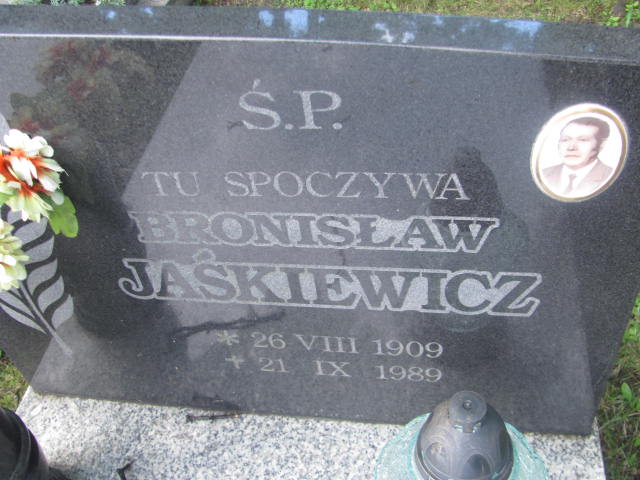 Ś.P.
TU SPOCZYWA
BRONISŁAW
JAŚKIEWICZ
* 26 VIII 1909
+ 21 IX 1989